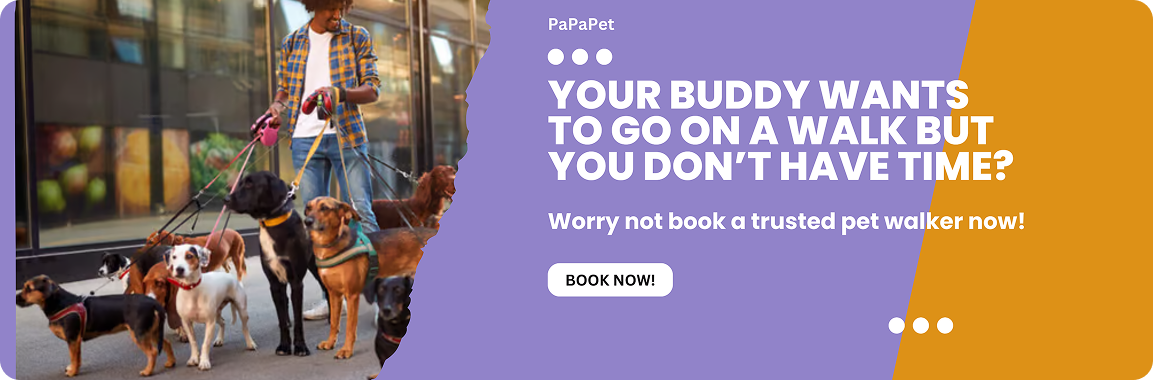 PaPaPet
YOUR BUDDY WANTS
TO GO ON A WALK BUT
YOU DON’T HAVE TIME?
Worry not book a trusted pet walker now!
BOOK NOW!